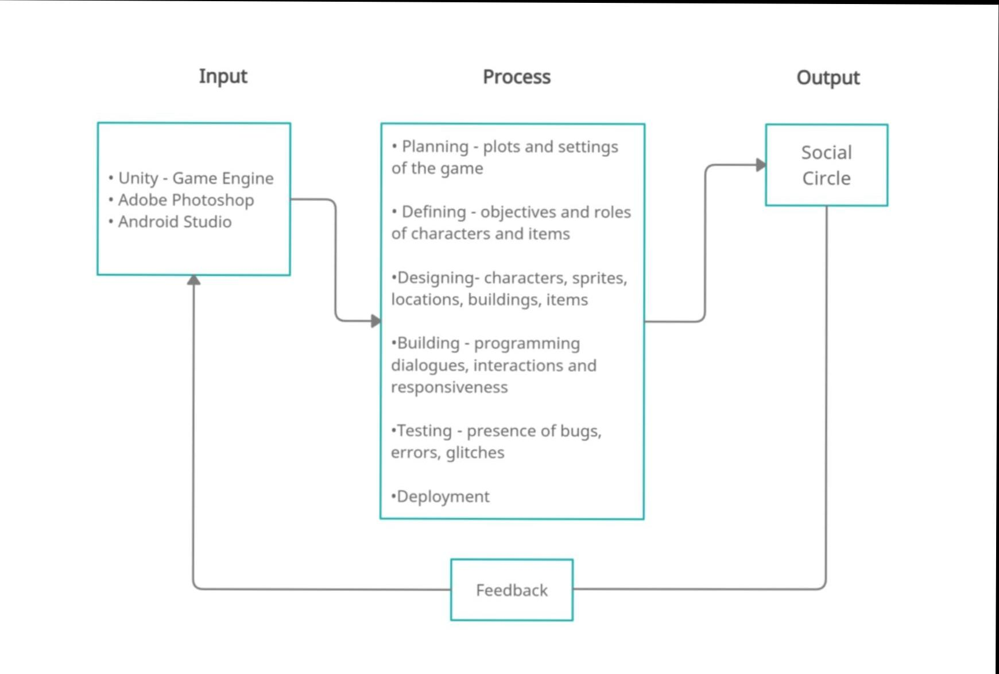 Input
Process
Output
• Unity - Game Engine
• Adobe Photoshop
• Android Studio
• Planning - plots and settings
of the game
• Defining - objectives and roles
of characters and items
•Designing- characters, sprites,
locations, buildings, items
•Building - programming
dialogues, interactions and
responsiveness
•Testing - presence of bugs,
errors, glitches
•Deployment
Social
Circle
Feedback